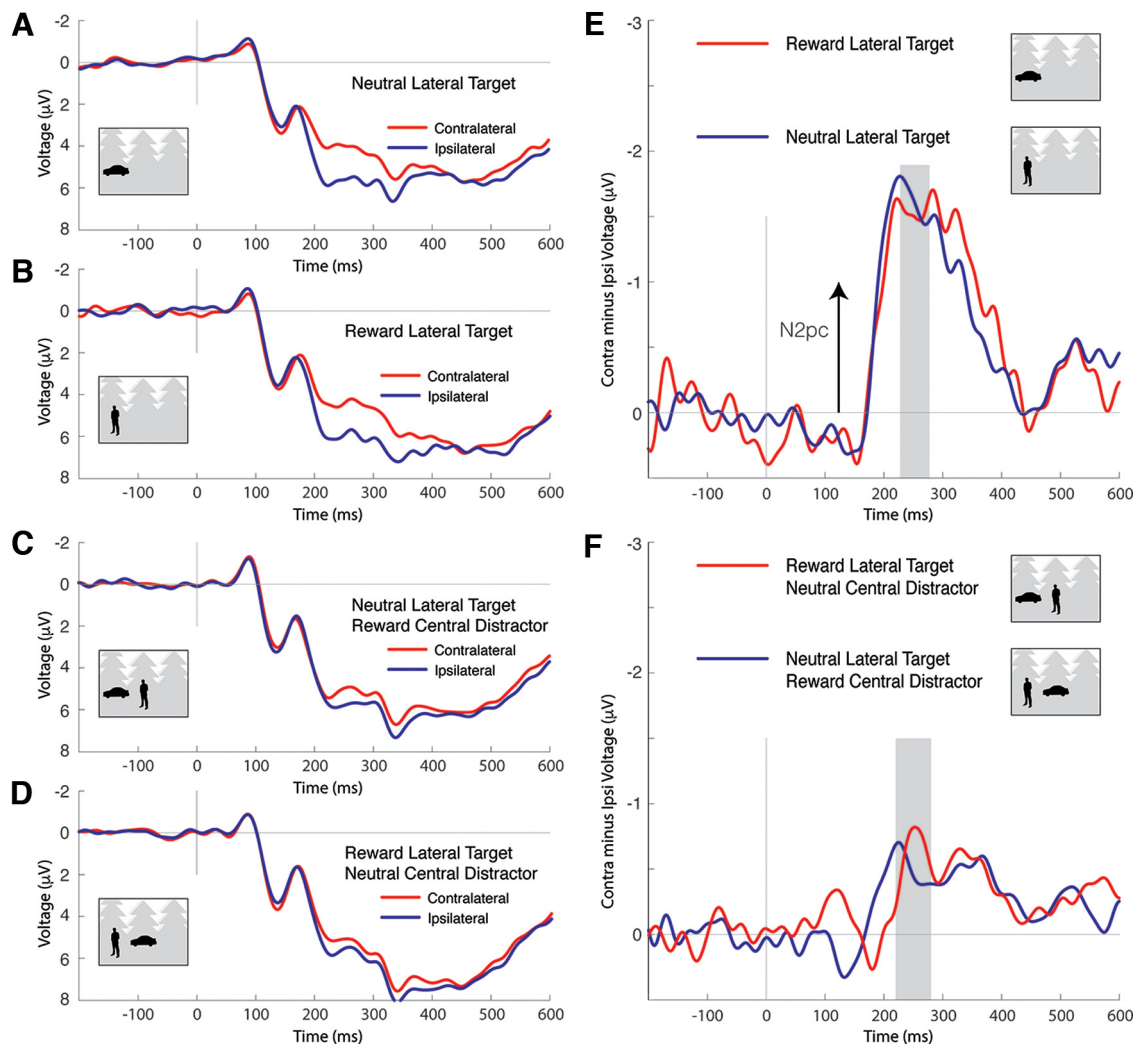 A
-2
0
2
4
6
8
Voltage (μV)
Neutral Lateral Target
Contralateral
Ipsilateral
-100
0
100
200
300
400
500
600
Time (ms)
B
-2
0
2
4
6
8
Voltage (μV)
Reward Lateral Target
Contralateral
Ipsilateral
-100
0
100
200
300
400
500
600
Time (ms)
C
-2
0
2
4
6
8
Voltage (μV)
Neutral Lateral Target
Reward Central Distractor
Contralateral
Ipsilateral
-100
0
100
200
300
400
500
600
Time (ms)
D
-2
0
2
4
6
8
Voltage (μV)
Reward Lateral Target
Neutral Central Distractor
Contralateral
Ipsilateral
-100
0
100
200
300
400
500
600
Time (ms)
E
-3
-2
-1
0
Contra minus Ipsi Voltage (μV)
Reward Lateral Target
Neutral Lateral Target
N2pc
-100
0
100
200
300
400
500
600
Time (ms)
F
-3
-2
-1
0
Contra minus Ipsi Voltage (μV)
Reward Lateral Target
Neutral Central Distractor
Neutral Lateral Target
Reward Central Distractor
-100
0
100
200
300
400
500
600
Time (ms)